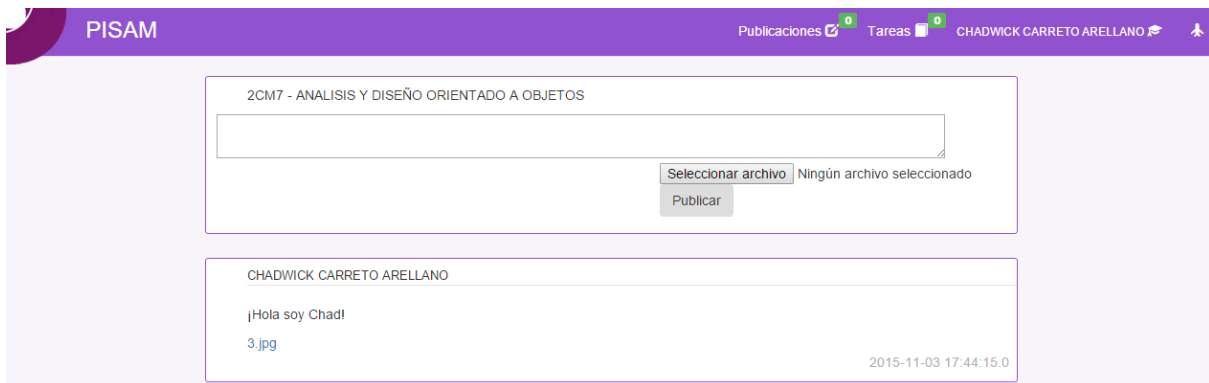 PISAM
Publicaciones 0 Tareas 0 CHADWICK CARRETO ARELLANO
2CM7 - ANALISIS Y DISEÑO ORIENTADO A OBJETOS
Seleccionar archivo Ningún archivo seleccionado
Publicar
CHADWICK CARRETO ARELLANO
¡Hola soy Chad!
3.jpg
2015-11-03 17:44:15.0